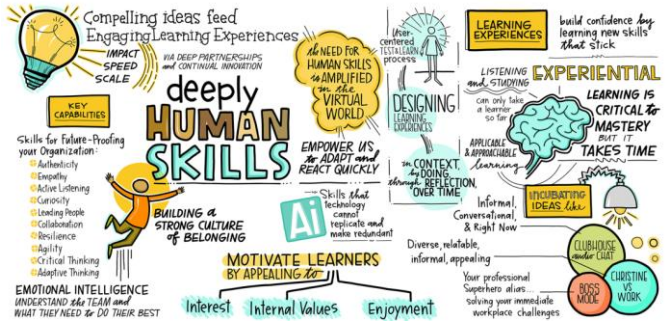 Compelling ideas feed
Engaging Learning Experiences
IMPACT
SPEED
SCALE
VIA DEEP PARTNERSHIPS
and CONTINUAL INNOVATION
KEY
CAPABILITIES
Skills for Future-Proofing
your Organization:
Authenticity
Empathy
Active Listening
Curiosity
Leading People
Collaboration
Resilience
Agility
Critical Thinking
Adaptive Thinking
EMOTIONAL INTELLIGENCE
UNDERSTAND the TEAM and
WHAT THEY NEED to DO THEIR BEST
deeply
HUMAN
SKILLS
BUILDING a
STRONG CULTURE
of BELONGING
the NEED FOR
HUMAN SKILLS
is AMPLIFIED
in the
VIRTUAL
WORLD
EMPOWER US
to ADAPT and
REACT QUICKLY
Ai
Skills that
technology
cannot
replicate and
make redundant
MOTIVATE LEARNERS
BY APPEALING to
Interest
Internal Values
Enjoyment
User-
centered
TEST & LEARN
process
DESIGNING
LEARNING
EXPERIENCES
in CONTEXT,
by DOING,
through REFLECTION,
OVER TIME
LEARNING
EXPERIENCES
build confidence by
learning new skills
that stick
LISTENING
and STUDYING
can only take
a learner
so far
EXPERIENTIAL
LEARNING IS
CRITICAL to
MASTERY
BUT IT
TAKES TIME
APPLICABLE
& APPROACHABLE
learning
INCUBATING
IDEAS like
Informal,
Conversational,
& Right Now
CLUBHOUSE
audio CHAT
Diverse, relatable,
informal, appealing
CHRISTINE
VS
WORK
Your professional
Superhero alias...
solving your immediate
workplace challenges
BOSS
MODE